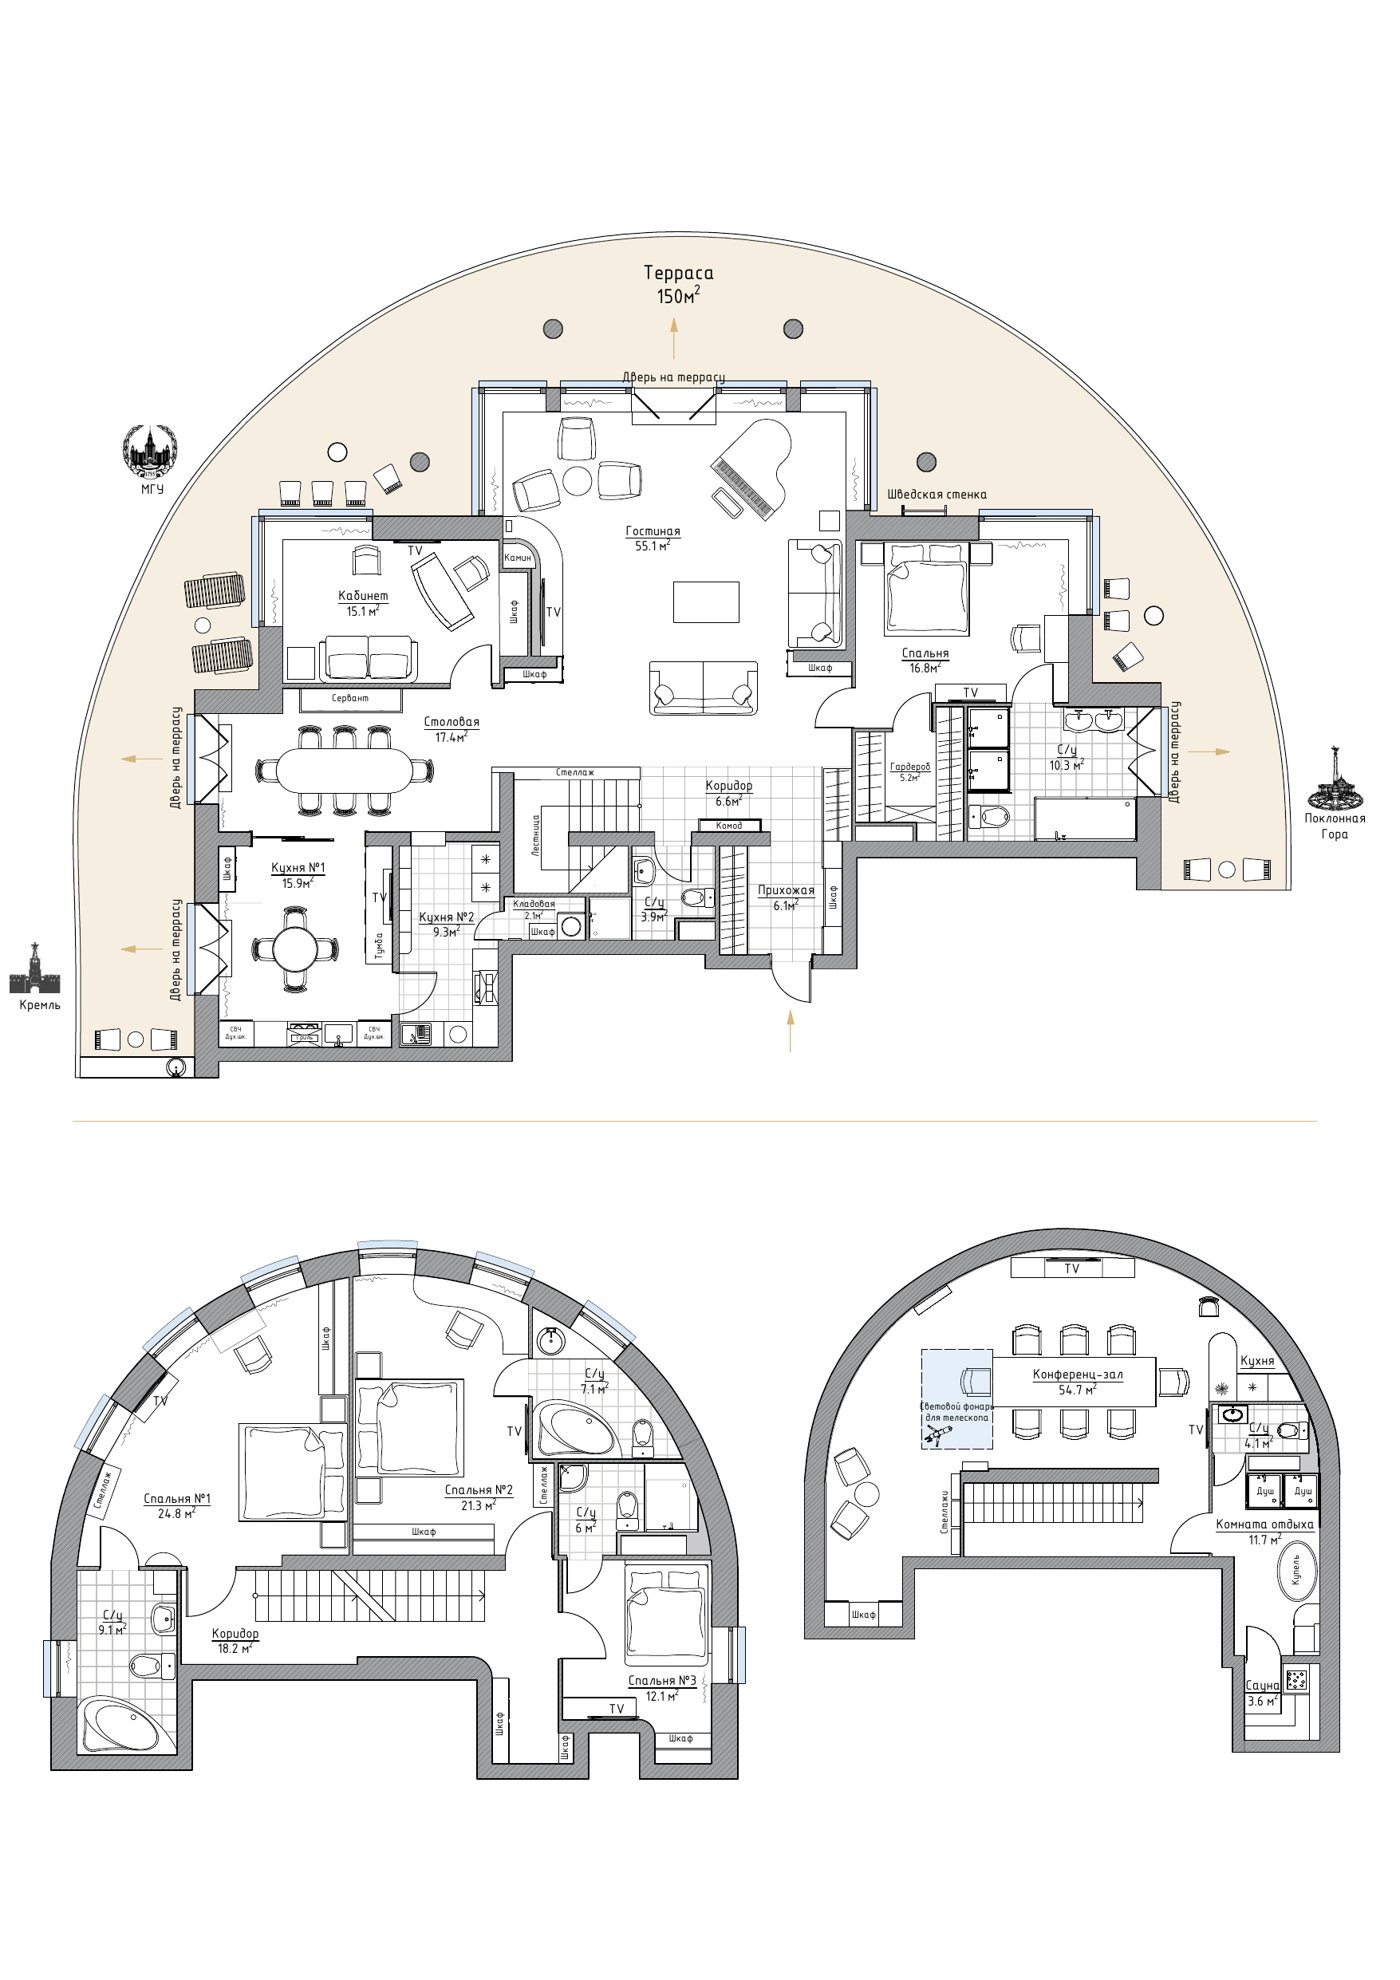 Терраса
150м²
Дверь на террасу
МГУ
Шведская стенка
Гостиная
55.1 м²
TV
Камин
Кабинет
15.1 м²
Шкаф
TV
Спальня
16.8м²
Шкаф
Шкаф
TV
Сервант
Столовая
17.4м²
Дверь на террасу
С/у
10.3 м²
Дверь на террасу
Гардероб
5.2м²
Стеллаж
Коридор
6.6м²
Комод
Лестница
Поклонная
Гора
Шкаф
Кухня №1
15.9м²
TV
Тумба
Кухня №2
9.3м²
Кладовая
2.1м²
Шкаф
С/у
3.9м²
Прихожая
6.1м²
Шкаф
Дверь на террасу
Кремль
СВЧ
Дух.шк.
Гриль
СВЧ
Дух.шк.
TV
Шкаф
Стеллаж
Спальня №1
24.8 м²
С/у
7.1 м²
TV
Спальня №2
21.3 м²
Стеллаж
Шкаф
С/у
6 м²
С/у
9.1 м²
Коридор
18.2 м²
Спальня №3
12.1 м²
TV
Шкаф
Шкаф
Шкаф
TV
Кухня
Конференц-зал
54.7 м²
Световой фонарь
для телескопа
TV
С/у
4.1 м²
Душ
Душ
Стеллажи
Комната отдыха
11.7 м²
Купель
Шкаф
Сауна
3.6 м²